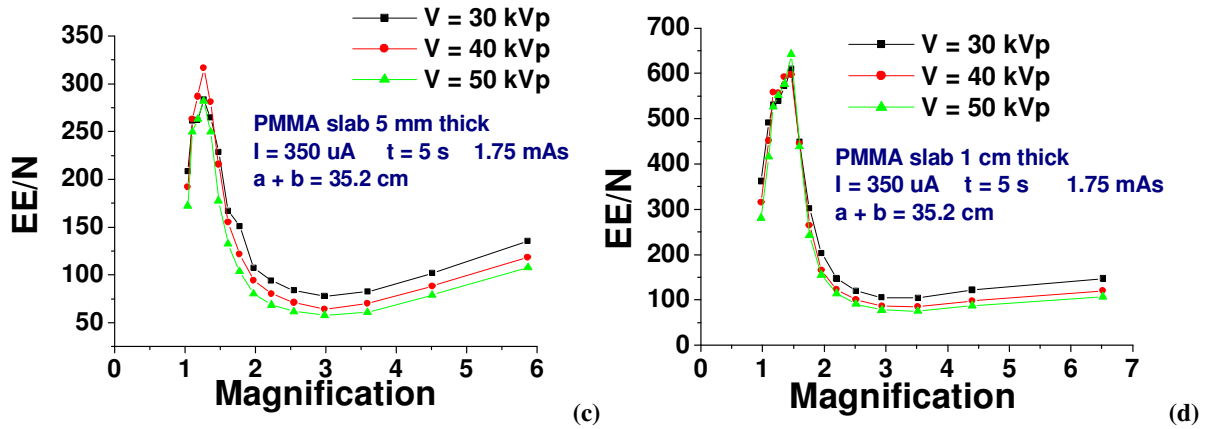 V = 30 kVp
V = 40 kVp
V = 50 kVp
PMMA slab 5 mm thick
I = 350 uA t = 5 s 1.75 mAs
a + b = 35.2 cm
EE/N
350
300
250
200
150
100
50
0 1 2 3 4 5 6
Magnification
(c)
V = 30 kVp
V = 40 kVp
V = 50 kVp
PMMA slab 1 cm thick
I = 350 uA t = 5 s 1.75 mAs
a + b = 35.2 cm
EE/N
700
600
500
400
300
200
100
0
0 1 2 3 4 5 6 7
Magnification
(d)